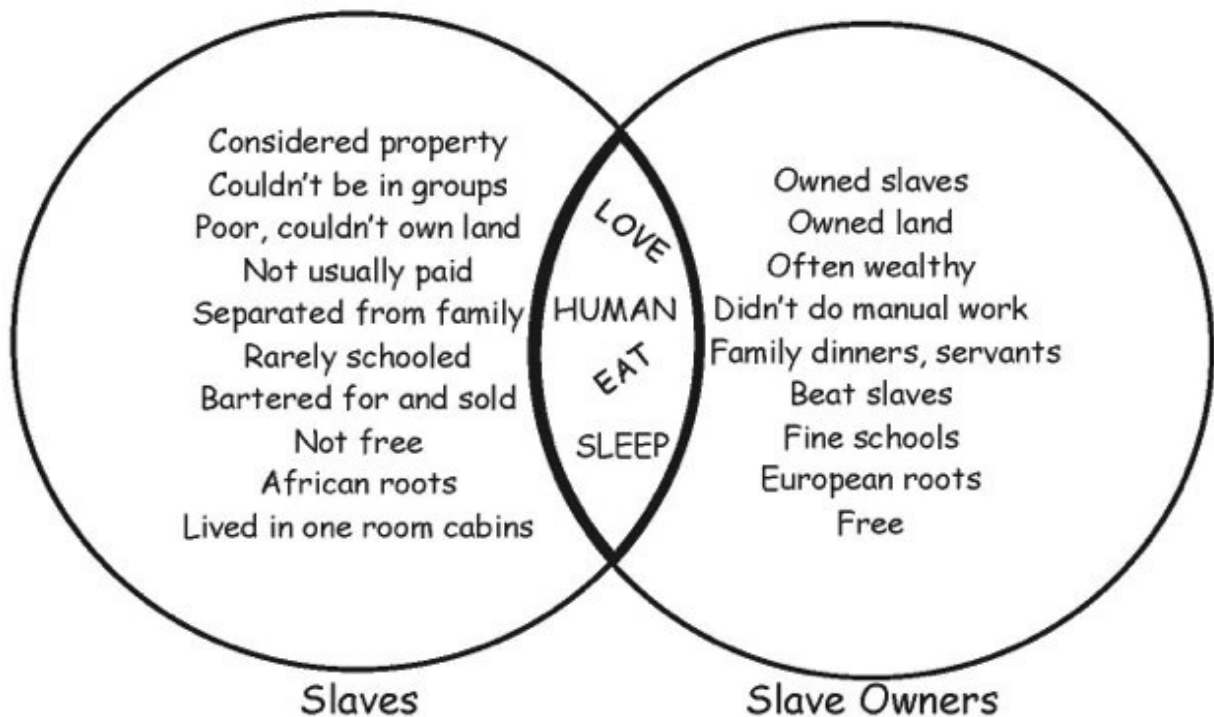 Considered property
Couldn't be in groups
Poor, couldn't own land
Not usually paid
Separated from family
Rarely schooled
Bartered for and sold
Not free
African roots
Lived in one room cabins
LOVE
HUMAN
EAT
SLEEP
Owned slaves
Owned land
Often wealthy
Didn't do manual work
Family dinners, servants
Beat slaves
Fine schools
European roots
Free
Slaves
Slave Owners